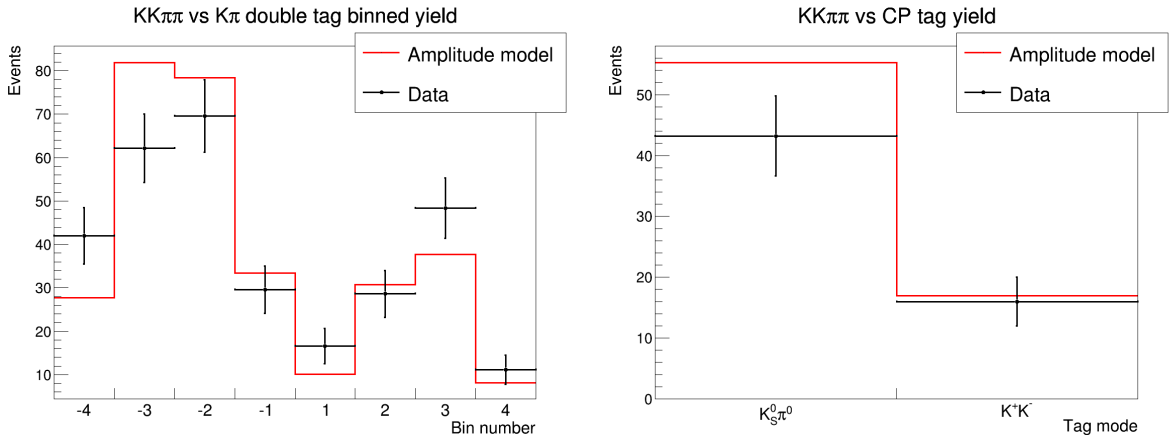 KKππ vs Kπ double tag binned yield
Events
Amplitude model
Data
80
70
60
50
40
30
20
10
-4 -3 -2 -1 1 2 3 4
Bin number
KKππ vs CP tag yield
Events
Amplitude model
Data
50
40
30
20
10
0
K⁰_Sπ⁰ K⁺K⁻
Tag mode